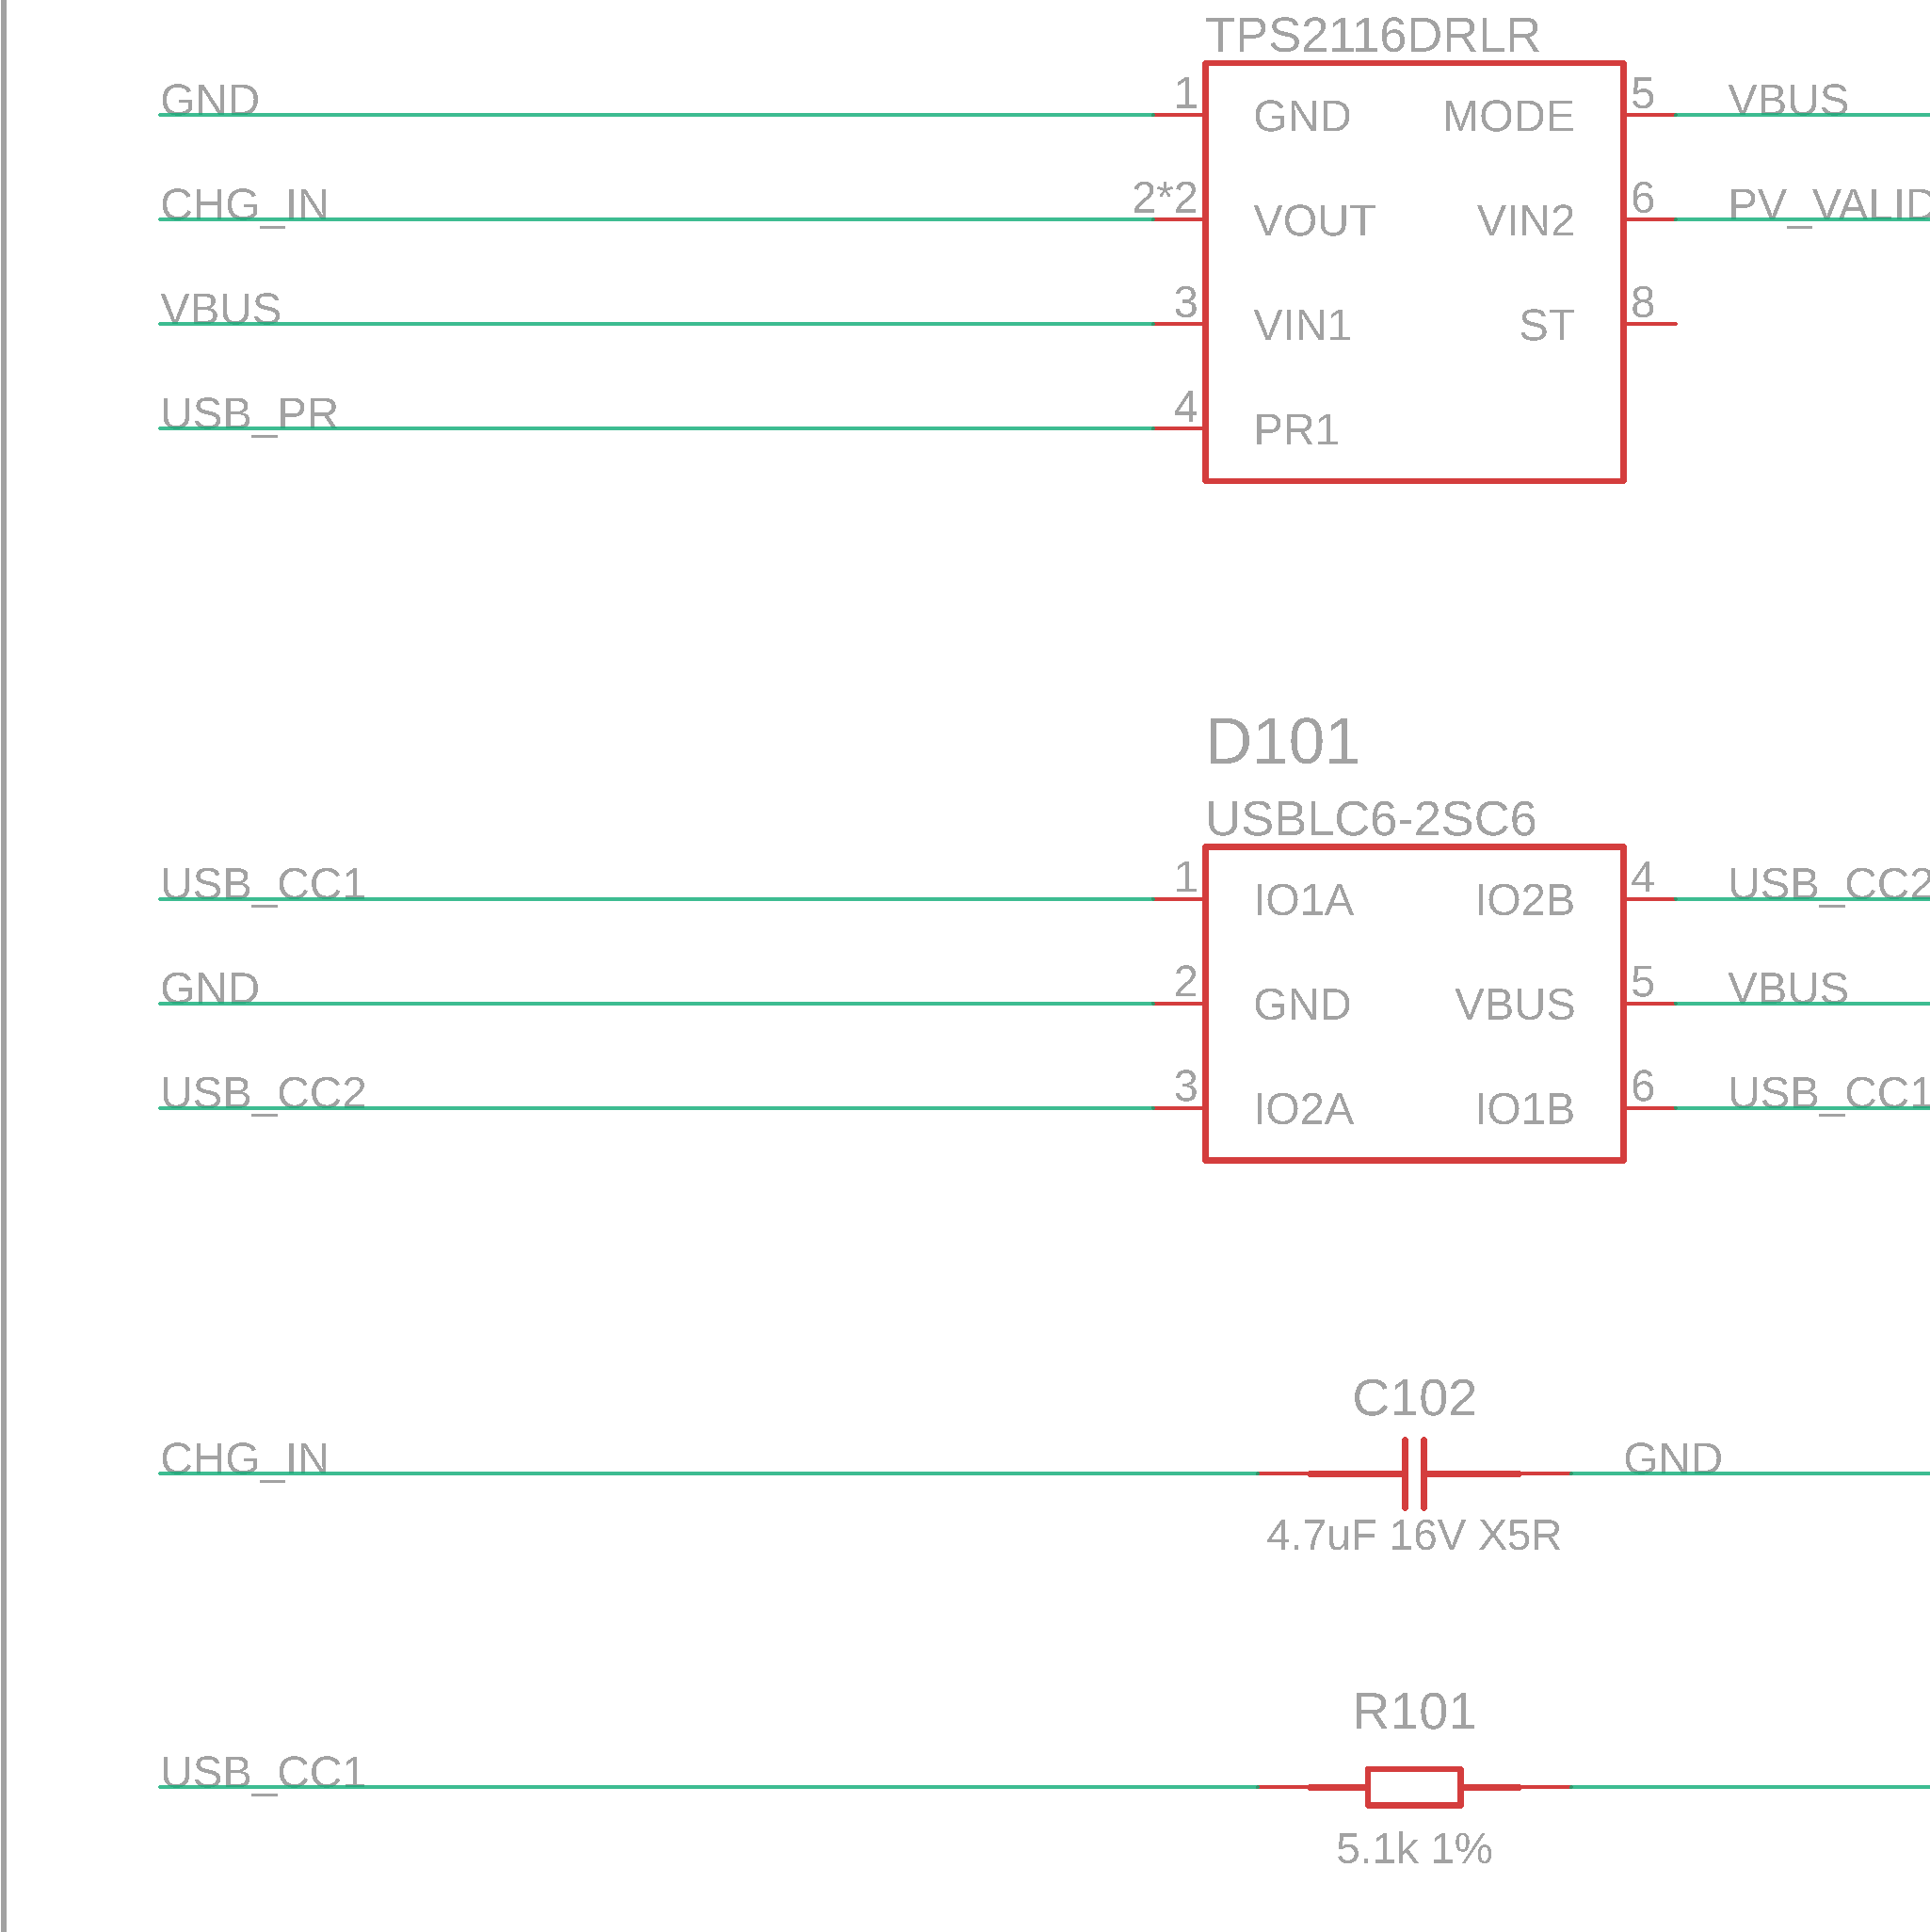 TPS2116DRLR
GND 1 GND MODE 5 VBUS
CHG_IN 2*2 VOUT VIN2 6 PV_VALID
VBUS 3 VIN1 ST 8
USB_PR 4 PR1
D101
USBLC6-2SC6
USB_CC1 1 IO1A IO2B 4 USB_CC2
GND 2 GND VBUS 5 VBUS
USB_CC2 3 IO2A IO1B 6 USB_CC1
C102
CHG_IN GND
4.7uF 16V X5R
R101
USB_CC1
5.1k 1%